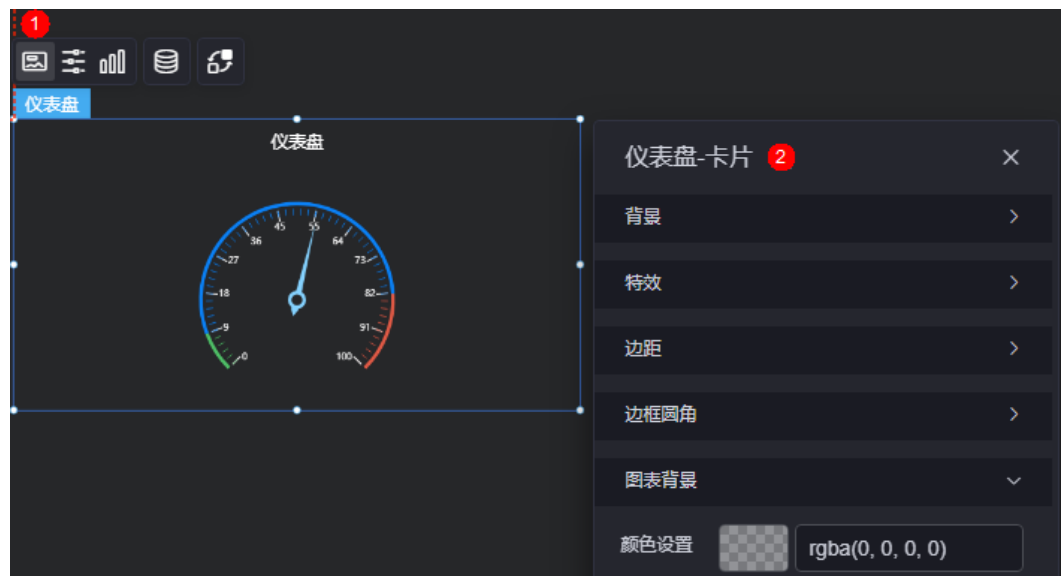 1
仪表盘
仪表盘
45
55
36
64
27
73
18
82
9
91
0
100
仪表盘-卡片 2
背景
特效
边距
边框圆角
图表背景
颜色设置 rgba(0, 0, 0, 0)